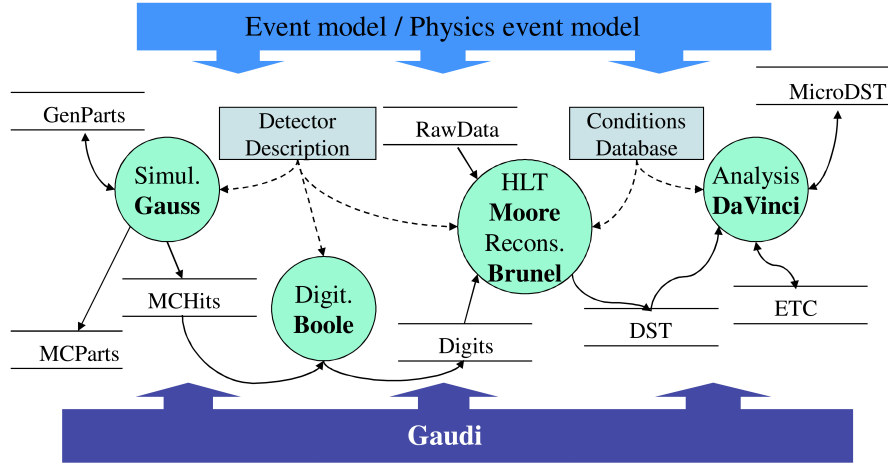 Event model / Physics event model
GenParts
Detector
Description
RawData
Conditions
Database
MicroDST
Simul.
Gauss
HLT
Moore
Recons.
Brunel
Analysis
DaVinci
MCHits
Digit.
Boole
MCParts
Digits
DST
ETC
Gaudi